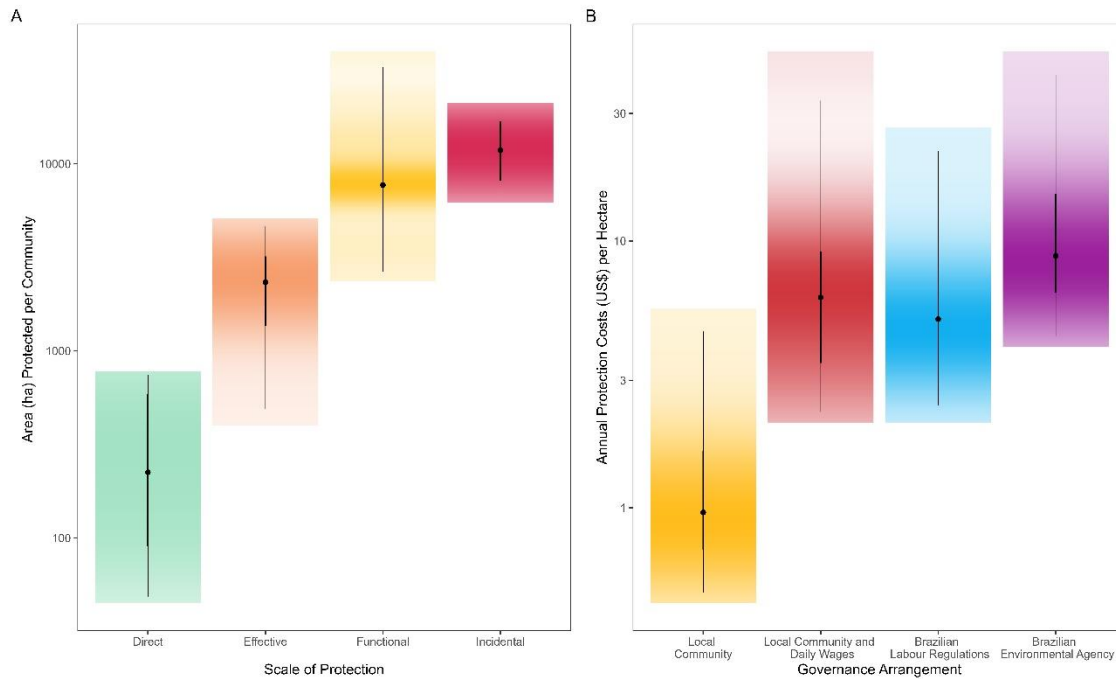 A
Area (ha) Protected per Community
10000
1000
100
Direct
Effective
Functional
Incidental
Scale of Protection
B
Annual Protection Costs (US$) per Hectare
30
10
3
1
Local
Community
Local Community and
Daily Wages
Brazilian
Labour Regulations
Brazilian
Environmental Agency
Governance Arrangement